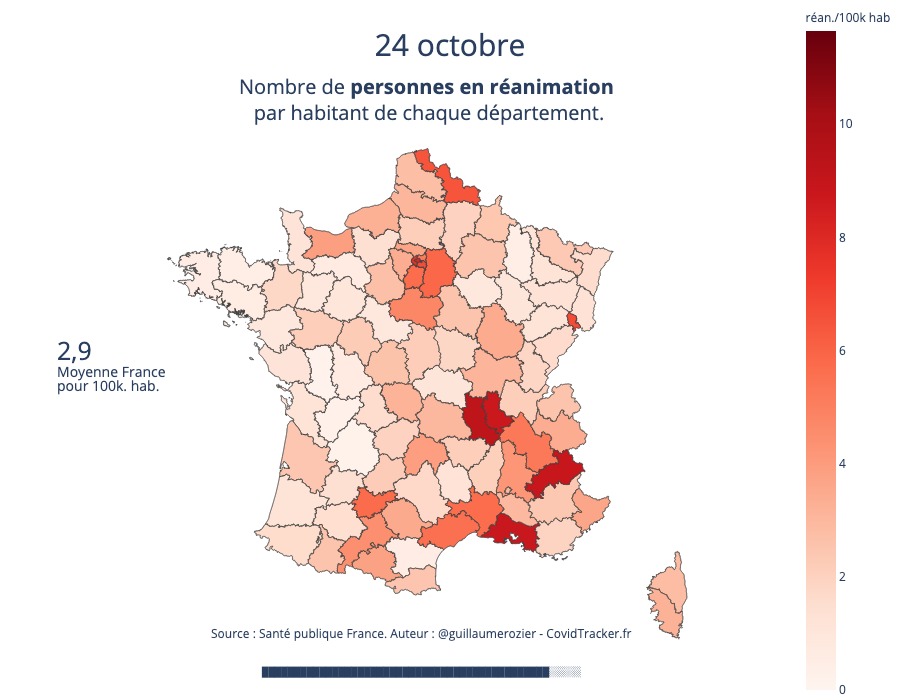 réan./100k hab
24 octobre
Nombre de personnes en réanimation
par habitant de chaque département.
10
8
6
4
2
0
2,9
Moyenne France
pour 100k. hab.
Source : Santé publique France. Auteur : @guillaumerozier - CovidTracker.fr